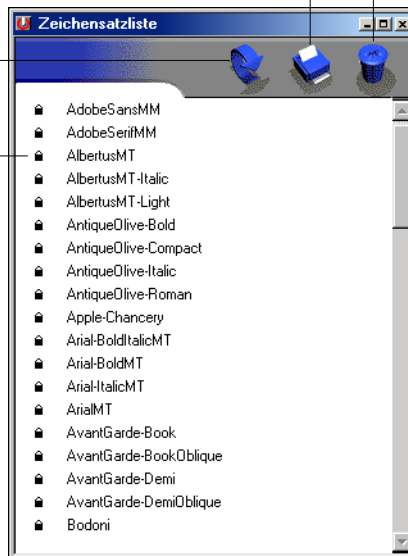 Zeichensatzliste
AdobeSansMM
AdobeSerifMM
AlbertusMT
AlbertusMT-Italic
AlbertusMT-Light
AntiqueOlive-Bold
AntiqueOlive-Compact
AntiqueOlive-Italic
AntiqueOlive-Roman
Apple-Chancery
Arial-BoldItalicMT
Arial-BoldMT
Arial-ItalicMT
ArialMT
AvantGarde-Book
AvantGarde-BookOblique
AvantGarde-Demi
AvantGarde-DemiOblique
Bodoni